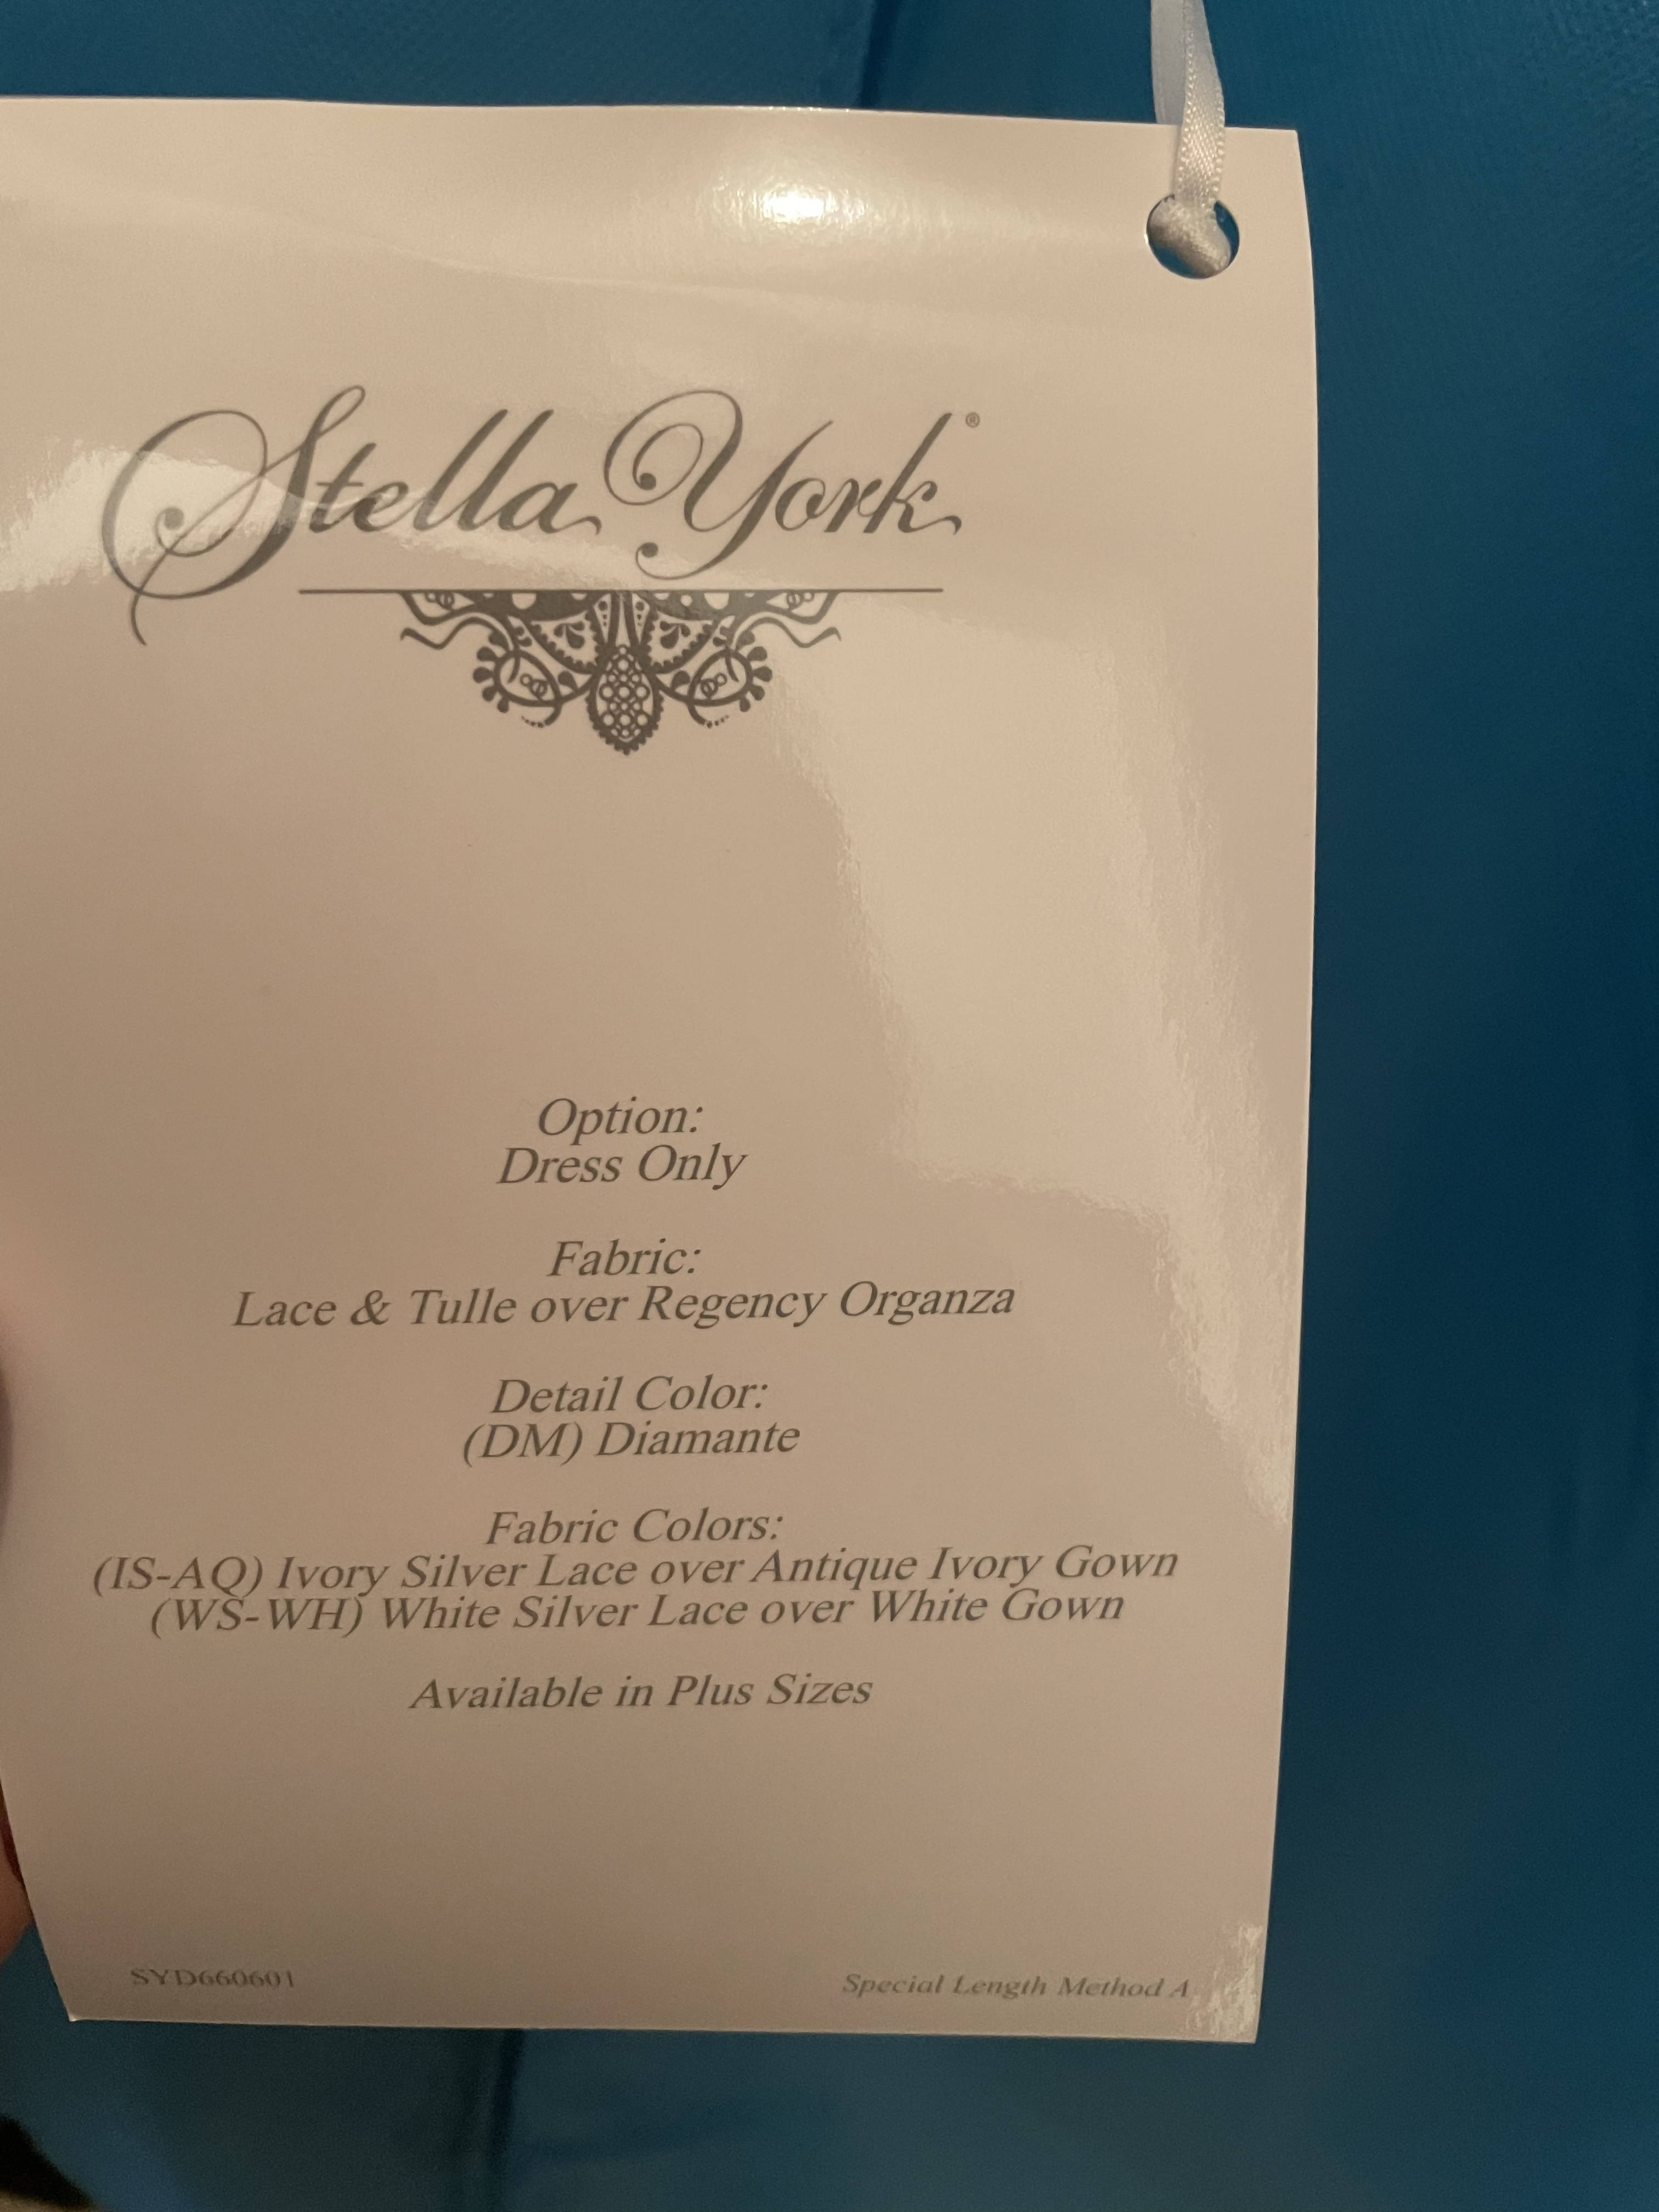 Stella York®
Option:
Dress Only
Fabric:
Lace & Tulle over Regency Organza
Detail Color:
(DM) Diamante
Fabric Colors:
(IS-AQ) Ivory Silver Lace over Antique Ivory Gown
(WS-WH) White Silver Lace over White Gown
Available in Plus Sizes
SYD660601
Special Length Method A